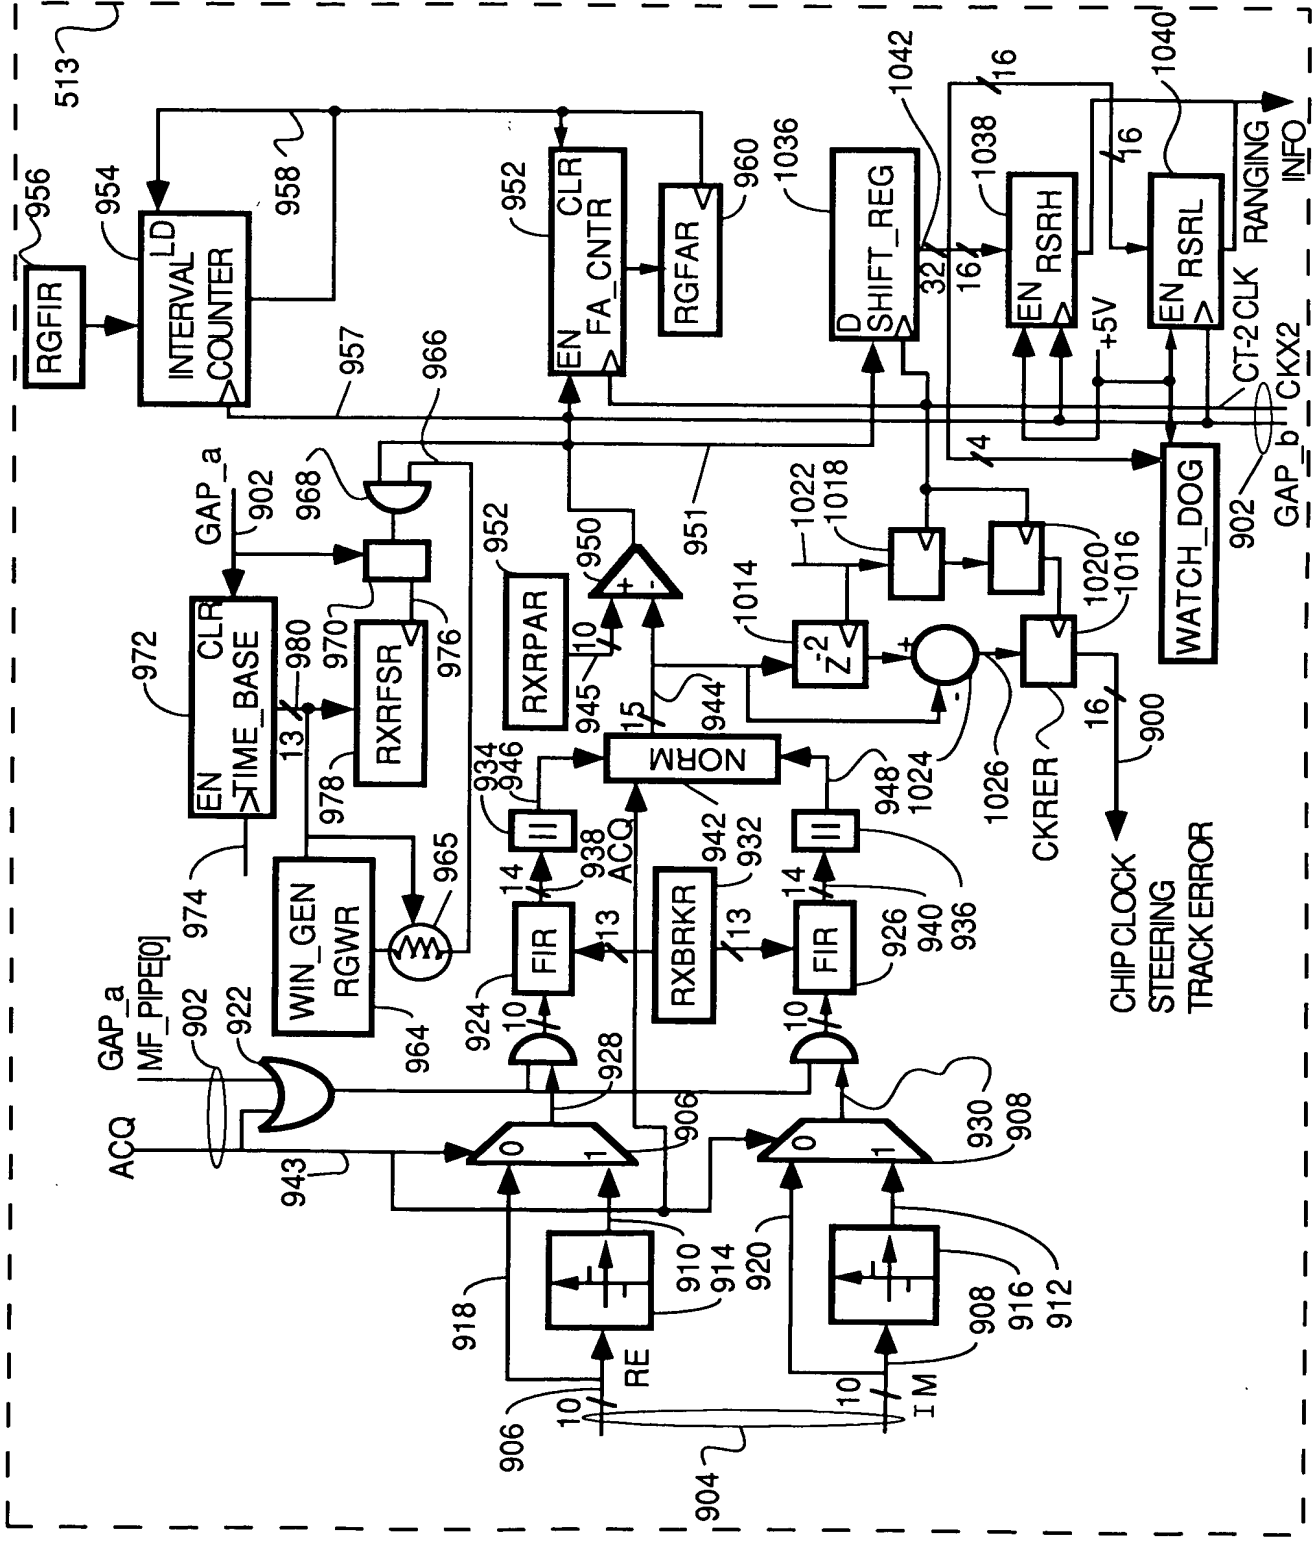 513
RGFIR
956
INTERVAL
COUNTER
LD
954
958
957
EN
CLR
FA_CNTR
952
RGFAR
960
D
SHIFT_REG
1036
1042
32
16
16
EN
RSRH
1038
16
EN
RSRL
1040
+5V
RANGING
INFO
CT-2 CLK
CKX2
902
GAP_b
WATCH_DOG
4
GAP_a
902
968
966
970
976
EN
CLR
TIME_BASE
972
974
13
980
RXRFSR
978
WIN_GEN
RGWR
964
965
RXRPAR
952
945
10
950
+
-
951
15
944
NORM
942
946
948
ACQ
934
938
14
FIR
924
10
RXBRKR
932
13
13
FIR
926
14
940
936
10
Z-2
1014
1022
1018
1020
1016
+
-
1024
1026
CKRER
16
900
CHIP CLOCK
STEERING
TRACK ERROR
GAP_a
MF_PIPE[0]
902
922
ACQ
943
0
1
906
928
0
1
908
930
918
910
914
920
912
916
908
906
10
RE
10
IM
904